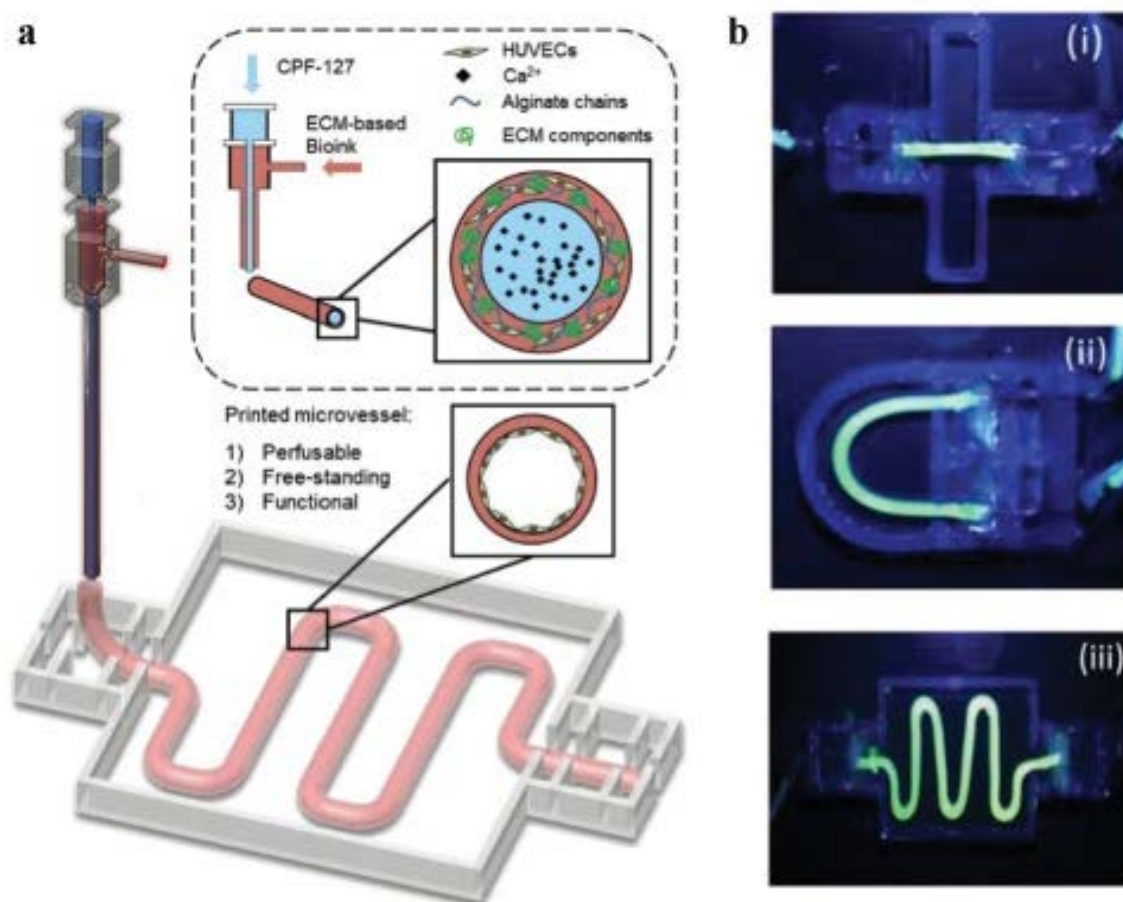 a
CPF-127
ECM-based
Bioink
HUVECs
Ca²⁺
Alginate chains
ECM components
Printed microvessel:
1) Perfusable
2) Free-standing
3) Functional
b
(i)
(ii)
(iii)